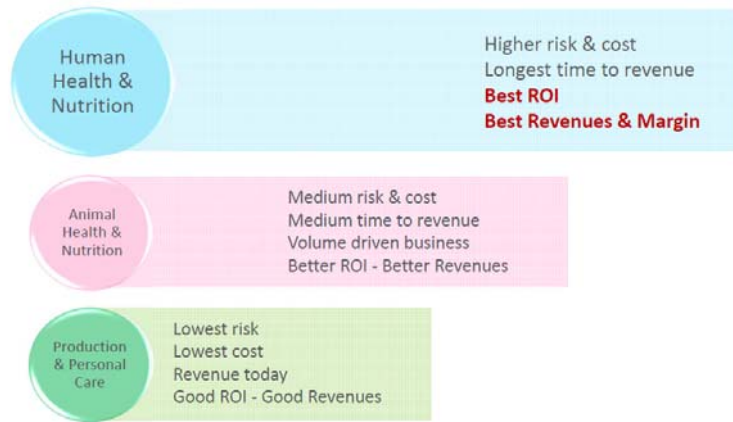 Human
Health &
Nutrition
Higher risk & cost
Longest time to revenue
Best ROI
Best Revenues & Margin
Animal
Health &
Nutrition
Medium risk & cost
Medium time to revenue
Volume driven business
Better ROI - Better Revenues
Production
& Personal
Care
Lowest risk
Lowest cost
Revenue today
Good ROI - Good Revenues